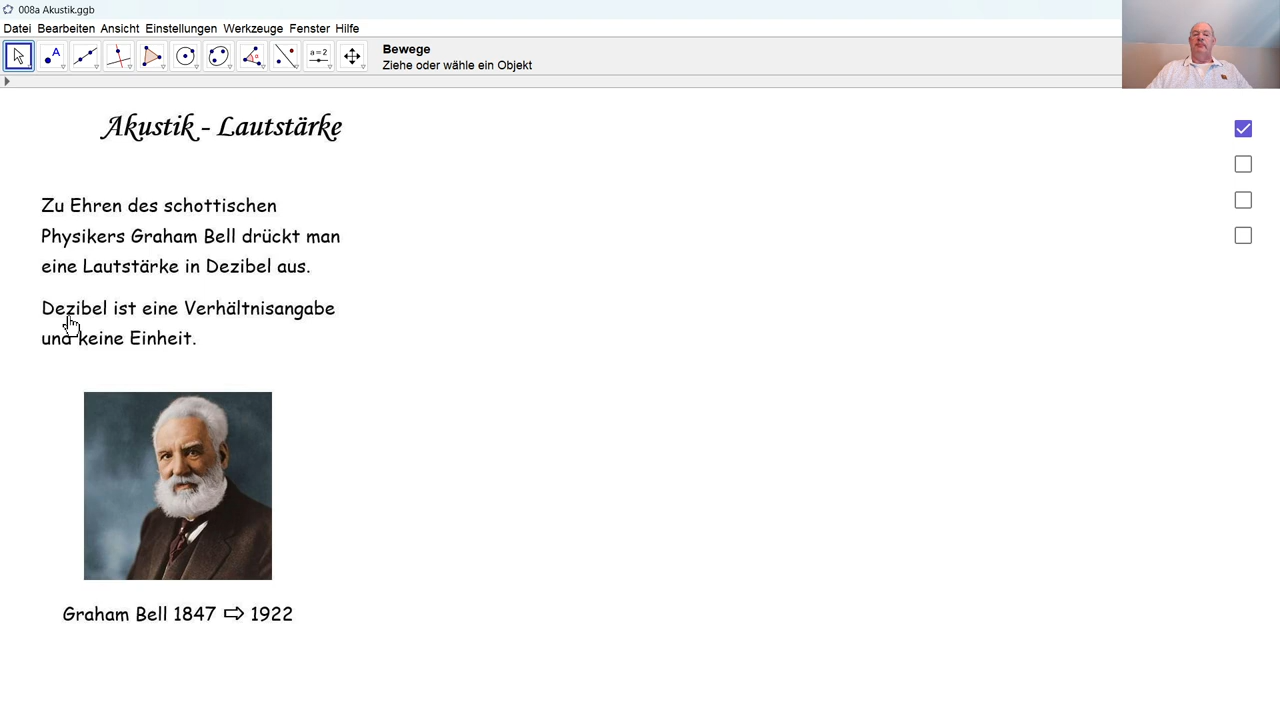 008a Akustik.ggb
Datei Bearbeiten Ansicht Einstellungen Werkzeuge Fenster Hilfe
A
a=2
Bewege
Ziehe oder wähle ein Objekt
Akustik - Lautstärke
Zu Ehren des schottischen
Physikers Graham Bell drückt man
eine Lautstärke in Dezibel aus.
Dezibel ist eine Verhältnisangabe
und keine Einheit.
Graham Bell 1847 ⇨ 1922